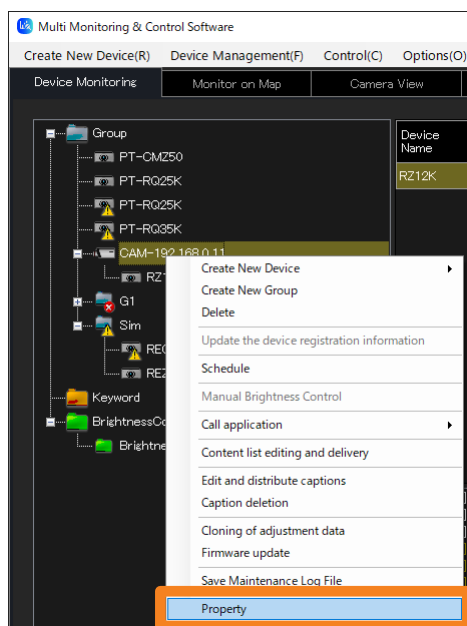 Multi Monitoring & Control Software
Create New Device(R) Device Management(F) Control(C) Options(O)
Device Monitoring Monitor on Map Camera View
Group
PT-CMZ50
PT-RQ25K
PT-RQ25K
PT-RQ35K
CAM-192.168.0.11
G1
Sim
Keyword
Device
Name
RZ12K
Create New Device
Create New Group
Delete
Update the device registration information
Schedule
Manual Brightness Control
Call application
Content list editing and delivery
Edit and distribute captions
Caption deletion
Cloning of adjustment data
Firmware update
Save Maintenance Log File
Property